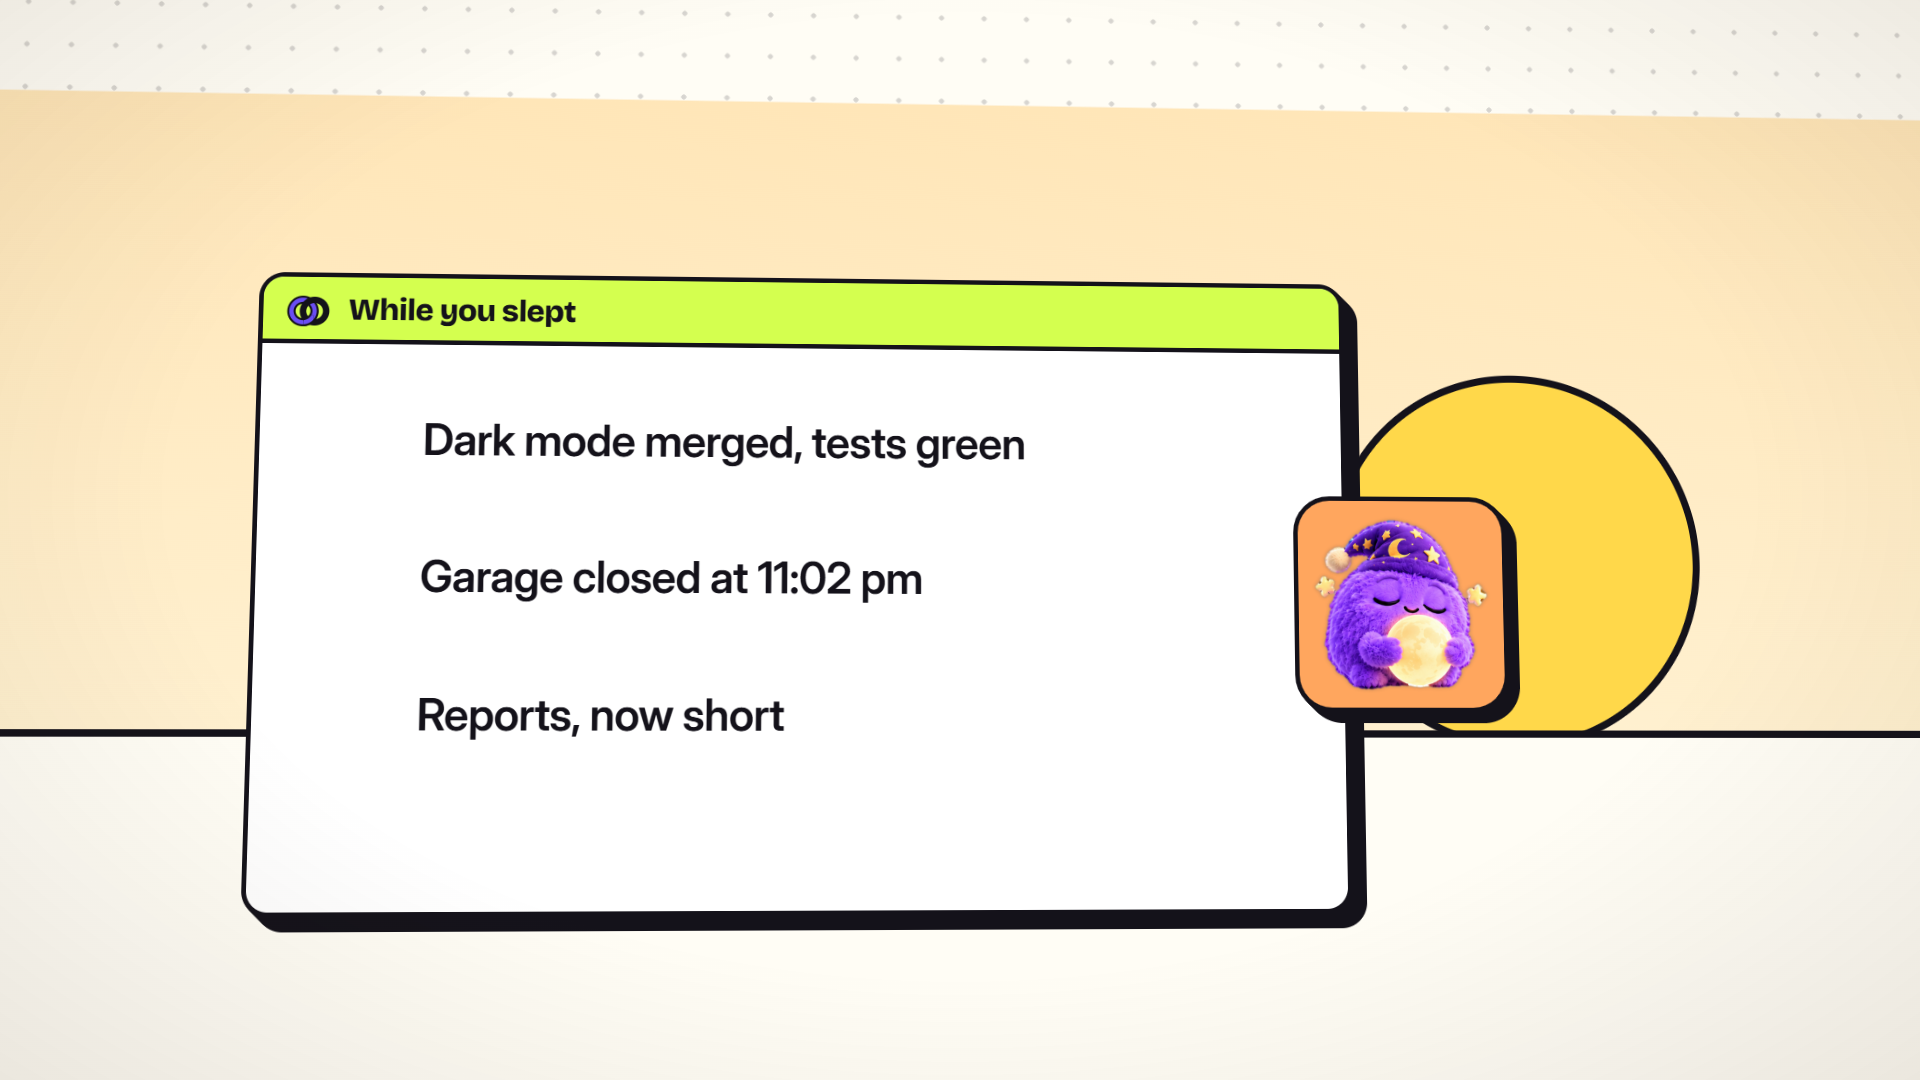 While you slept
Dark mode merged, tests green
Garage closed at 11:02 pm
Reports, now short